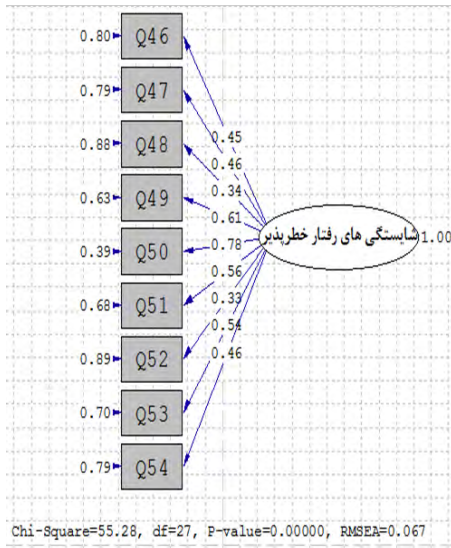 0.80 Q46
0.79 Q47
0.88 Q48
0.63 Q49
0.39 Q50
0.68 Q51
0.89 Q52
0.70 Q53
0.79 Q54
0.45
0.46
0.34
0.61
0.78
0.56
0.33
0.54
0.46
شایستگی های رفتار خطرپذیر 1.00
Chi-Square=55.28, df=27, P-value=0.00000, RMSEA=0.067